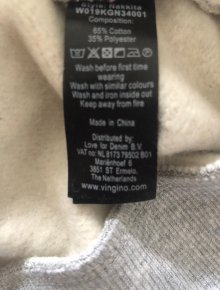 Style: Nakkita
W019KGN34001
65% Cotton
35% Polyester
Wash before first time
wearing
Wash with similar colours
Wash and iron inside out
Keep away from fire
Made in China
Distributed by:
Love for Denim B.V.
VAT no: NL 8173 79502 B01
Mariënhoef 6
3851 ST Ermelo,
The Netherlands
www.vingino.com